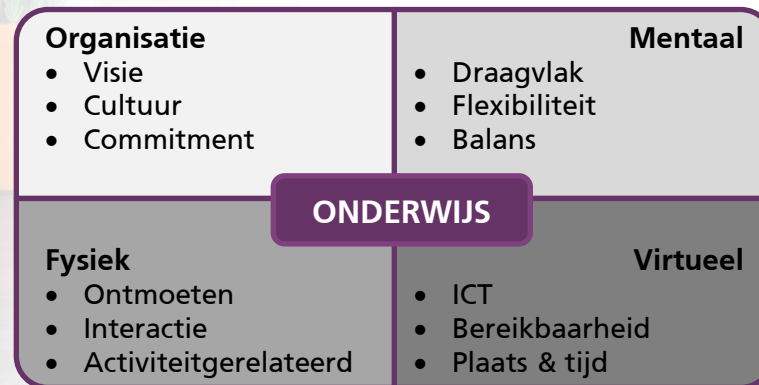 Organisatie
• Visie
• Cultuur
• Commitment
Mentaal
• Draagvlak
• Flexibiliteit
• Balans
ONDERWIJS
Fysiek
• Ontmoeten
• Interactie
• Activiteitgerelateerd
Virtueel
• ICT
• Bereikbaarheid
• Plaats & tijd